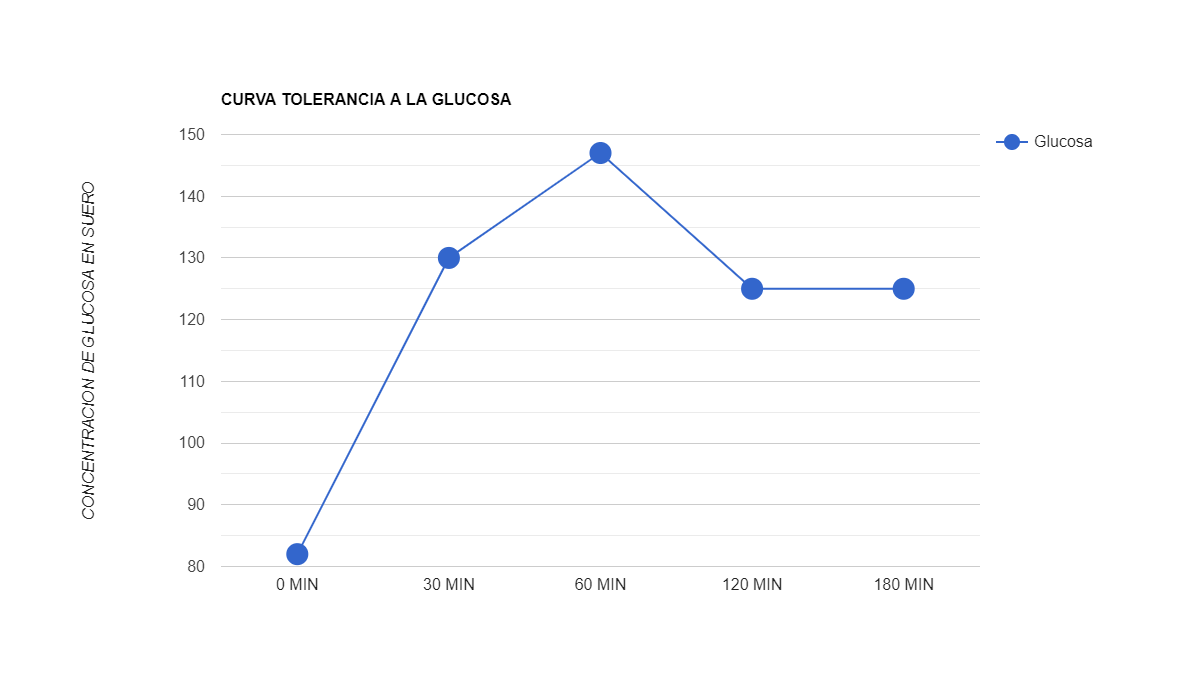 CURVA TOLERANCIA A LA GLUCOSA
Glucosa
CONCENTRACION DE GLUCOSA EN SUERO
150
140
130
120
110
100
90
80
0 MIN
30 MIN
60 MIN
120 MIN
180 MIN